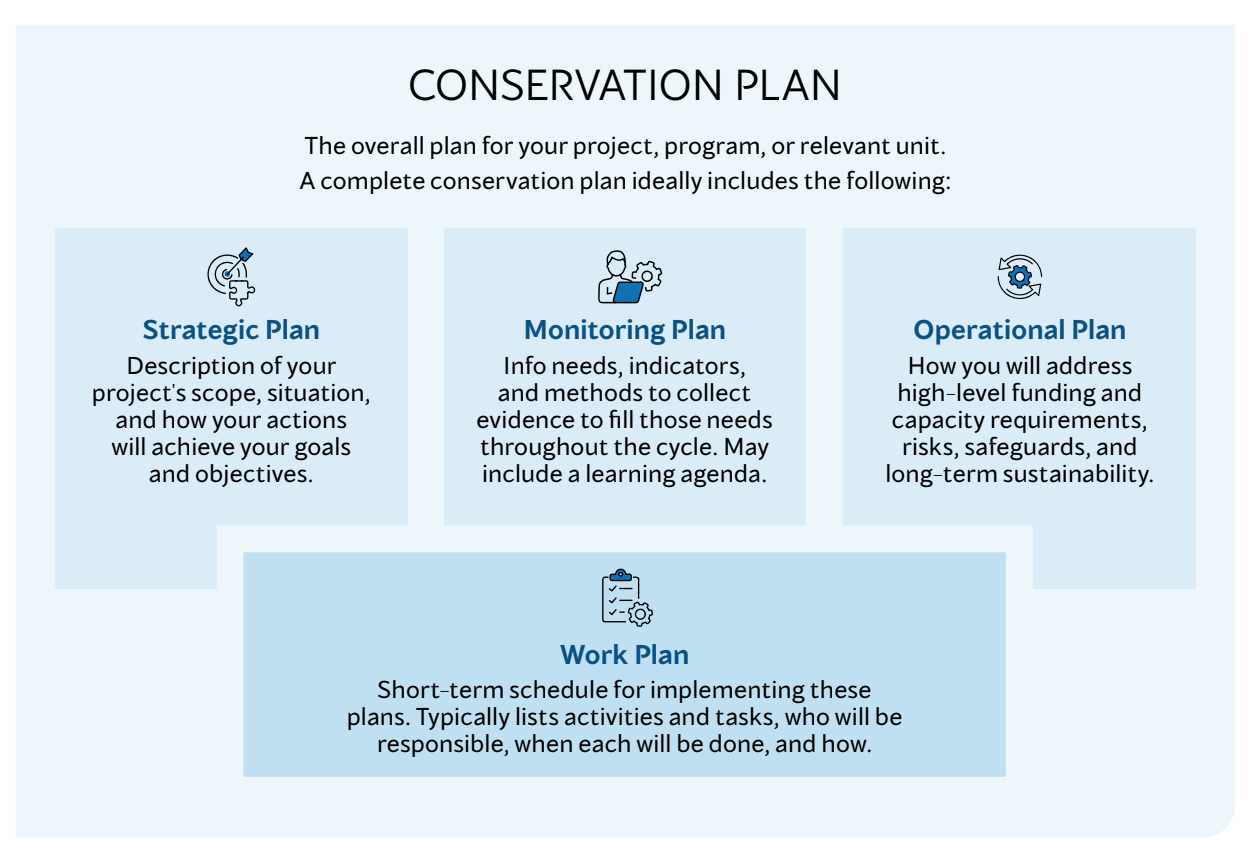 CONSERVATION PLAN
The overall plan for your project, program, or relevant unit.
A complete conservation plan ideally includes the following:
Strategic Plan
Description of your
project's scope, situation,
and how your actions
will achieve your goals
and objectives.
Monitoring Plan
Info needs, indicators,
and methods to collect
evidence to fill those needs
throughout the cycle. May
include a learning agenda.
Operational Plan
How you will address
high-level funding and
capacity requirements,
risks, safeguards, and
long-term sustainability.
Work Plan
Short-term schedule for implementing these
plans. Typically lists activities and tasks, who will be
responsible, when each will be done, and how.